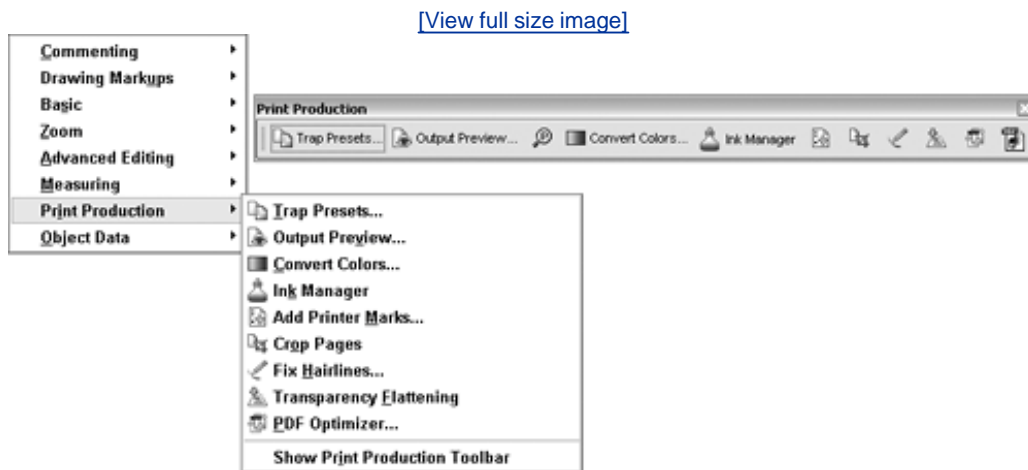 [View full size image]
Commenting
Drawing Markups
Basic
Zoom
Advanced Editing
Measuring
Print Production
Object Data
Print Production
Trap Presets... Output Preview... Convert Colors... Ink Manager
Trap Presets...
Output Preview...
Convert Colors...
Ink Manager
Add Printer Marks...
Crop Pages
Fix Hairlines...
Transparency Flattening
PDF Optimizer...
Show Print Production Toolbar